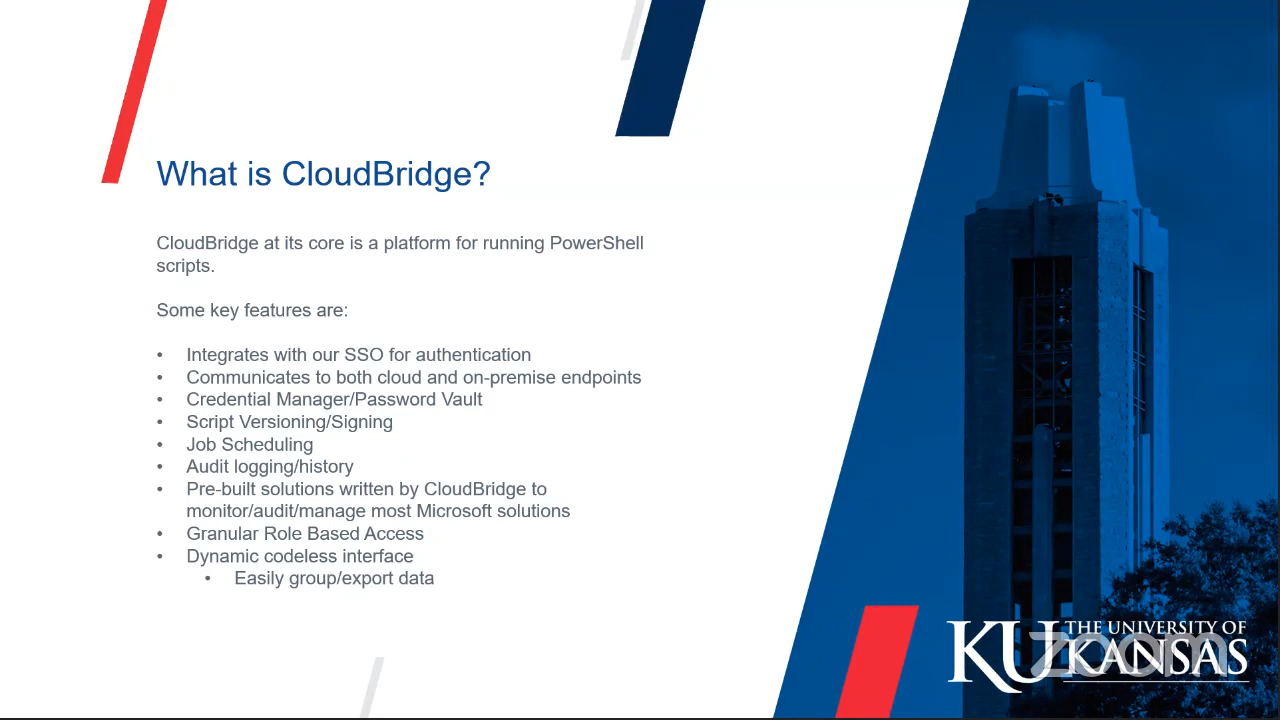 What is CloudBridge?
CloudBridge at its core is a platform for running PowerShell
scripts.
Some key features are:
• Integrates with our SSO for authentication
• Communicates to both cloud and on-premise endpoints
• Credential Manager/Password Vault
• Script Versioning/Signing
• Job Scheduling
• Audit logging/history
• Pre-built solutions written by CloudBridge to
monitor/audit/manage most Microsoft solutions
• Granular Role Based Access
• Dynamic codeless interface
• Easily group/export data
KU THE UNIVERSITY OF
KANSAS
zoom